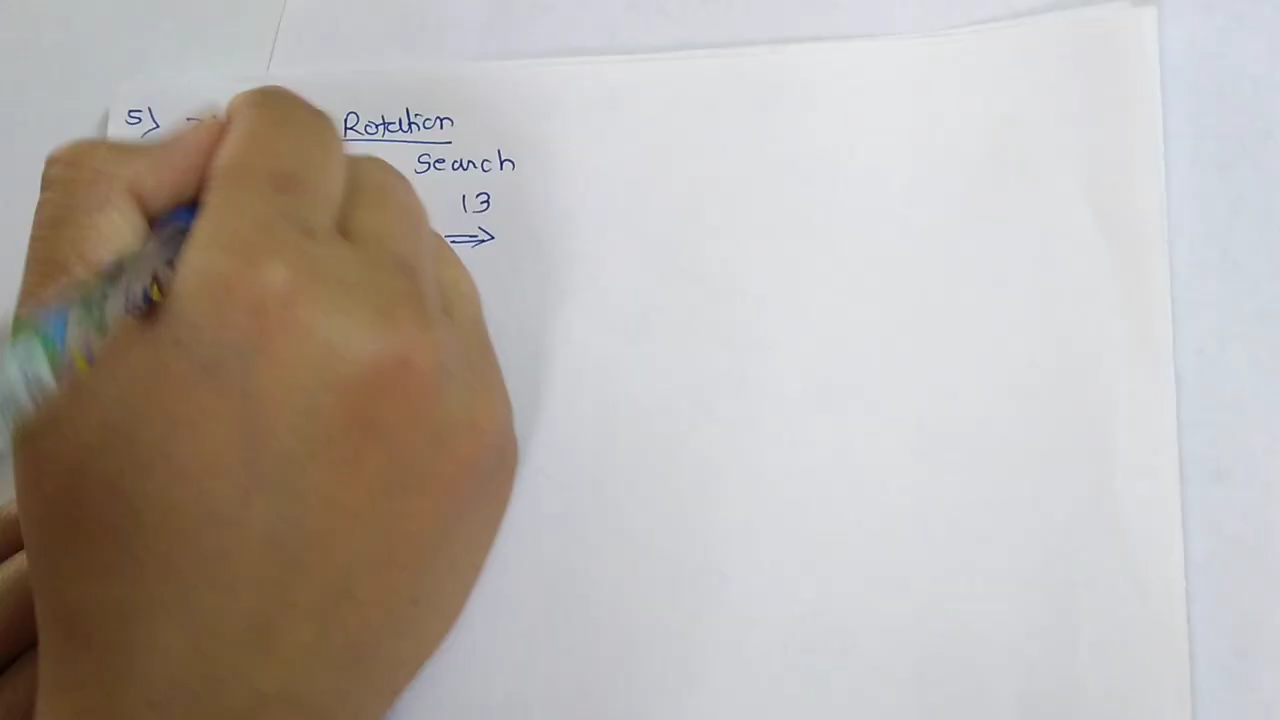 5) Rotation
Search
13
⇒